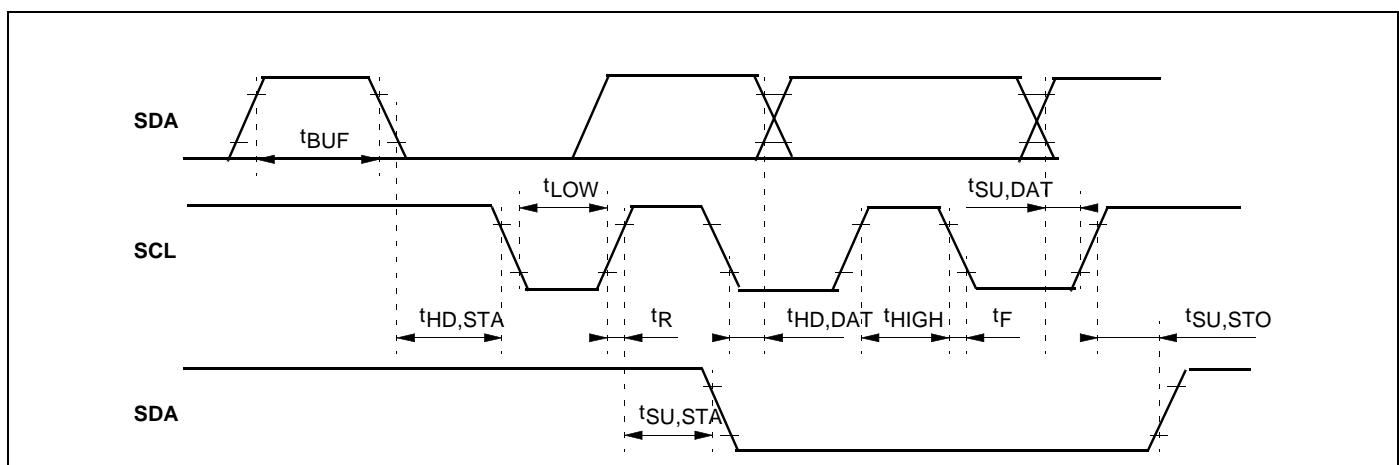 SDA
tBUF
tLOW
tSU,DAT
SCL
tHD,STA
tR
tHD,DAT
tHIGH
tF
tSU,STO
SDA
tSU,STA